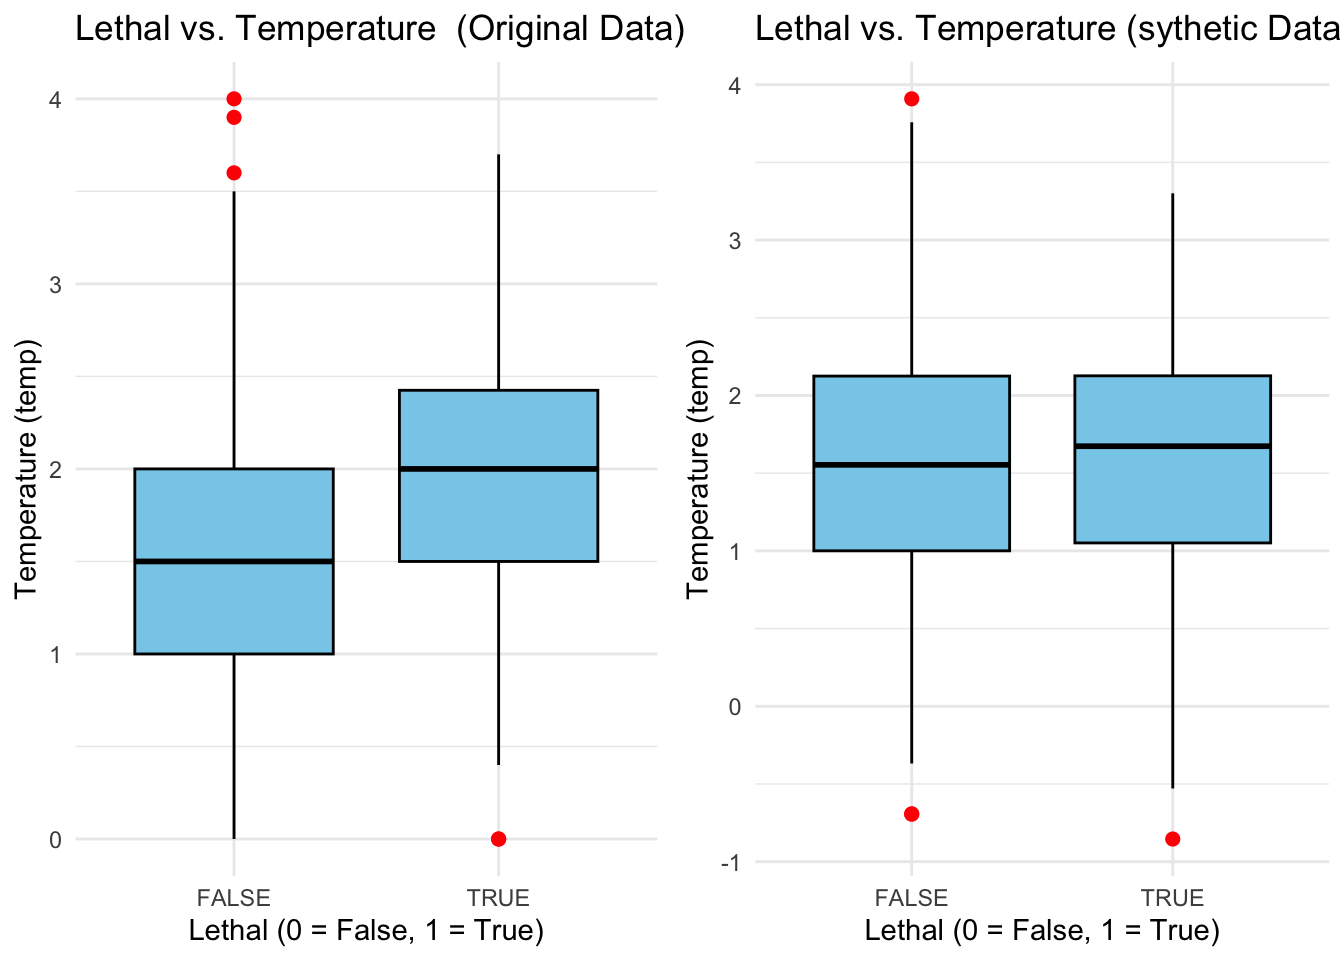 Lethal vs. Temperature  (Original Data)
Temperature (temp)
4
3
2
1
0
FALSE TRUE
Lethal (0 = False, 1 = True)
Lethal vs. Temperature (sythetic Data
Temperature (temp)
4
3
2
1
0
-1
FALSE TRUE
Lethal (0 = False, 1 = True)